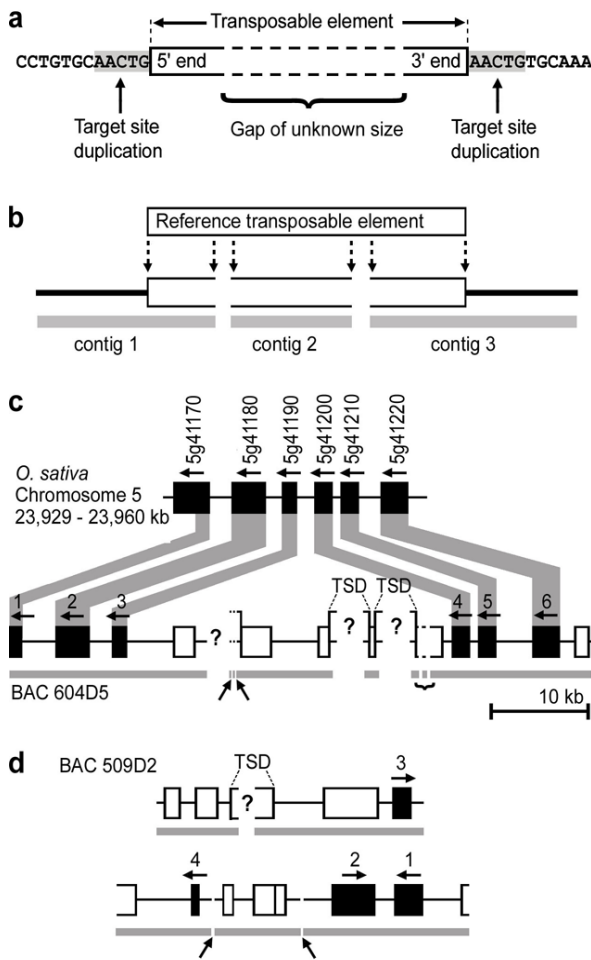 a
Transposable element
CCTGTGCAACTG 5' end 3' end AACTGTGCAAA
Target site duplication
Gap of unknown size
Target site duplication
b
Reference transposable element
contig 1 contig 2 contig 3
c
5g41170 5g41180 5g41190 5g41200 5g41210 5g41220
O. sativa
Chromosome 5
23,929 - 23,960 kb
TSD TSD
1 2 3 4 5 6
? ? ?
BAC 604D5
10 kb
d
BAC 509D2
TSD
3
?
4 2 1